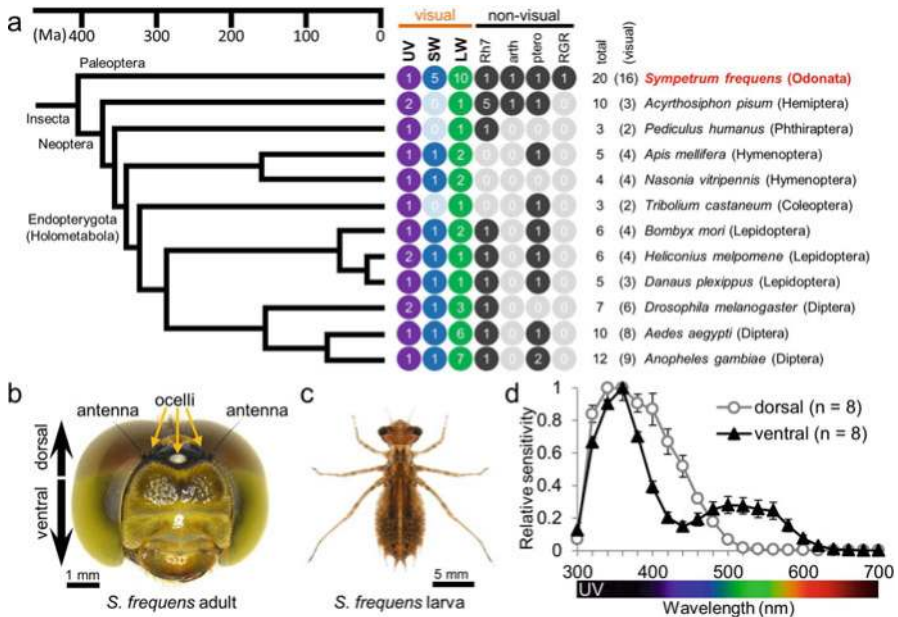 a
(Ma) 400 300 200 100 0
visual non-visual
UV SW LW Rh7 arth ptero RGR total (visual)
Paleoptera
Insecta
Neoptera
Endopterygota
(Holometabola)
1 5 10 1 1 1 1 20 (16) Sympetrum frequens (Odonata)
2 0 1 5 1 1 0 10 (3) Acyrthosiphon pisum (Hemiptera)
1 0 1 1 0 0 0 3 (2) Pediculus humanus (Phthiraptera)
1 1 2 0 0 1 0 5 (4) Apis mellifera (Hymenoptera)
1 1 2 0 0 0 0 4 (4) Nasonia vitripennis (Hymenoptera)
1 0 1 0 0 1 0 3 (2) Tribolium castaneum (Coleoptera)
1 1 2 1 0 1 0 6 (4) Bombyx mori (Lepidoptera)
2 1 1 1 0 1 0 6 (4) Heliconius melpomene (Lepidoptera)
1 1 1 1 0 1 0 5 (3) Danaus plexippus (Lepidoptera)
2 1 3 1 0 0 0 7 (6) Drosophila melanogaster (Diptera)
1 1 6 1 0 1 0 10 (8) Aedes aegypti (Diptera)
1 1 7 1 0 2 0 12 (9) Anopheles gambiae (Diptera)
b
ocelli
antenna antenna
dorsal
ventral
1 mm
S. frequens adult
c
5 mm
S. frequens larva
d
Relative sensitivity
1
0.8
0.6
0.4
0.2
0
dorsal (n = 8)
ventral (n = 8)
300 400 500 600 700
UV
Wavelength (nm)